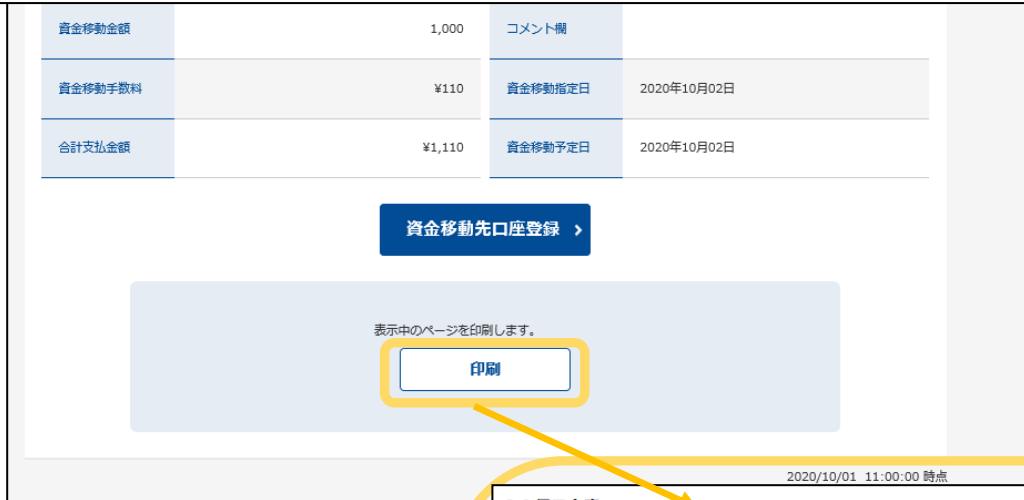 資金移動金額 1,000 コメント欄
資金移動手数料 ¥110 資金移動指定日 2020年10月02日
合計支払金額 ¥1,110 資金移動予定日 2020年10月02日
資金移動先口座登録
表示中のページを印刷します。
印刷
2020/10/01 11:00:00 時点